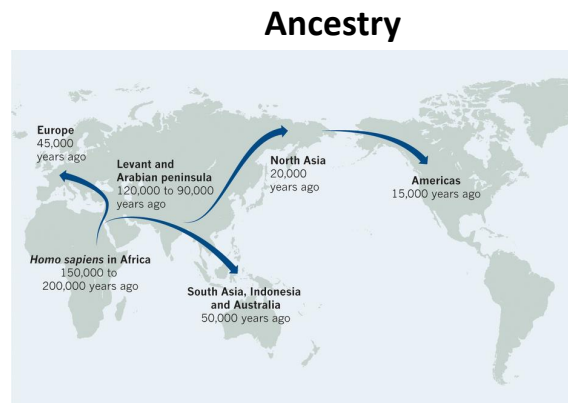 Ancestry
Europe
45,000
years ago
Levant and
Arabian peninsula
120,000 to 90,000
years ago
North Asia
20,000
years ago
Americas
15,000 years ago
Homo sapiens in Africa
150,000 to
200,000 years ago
South Asia, Indonesia
and Australia
50,000 years ago